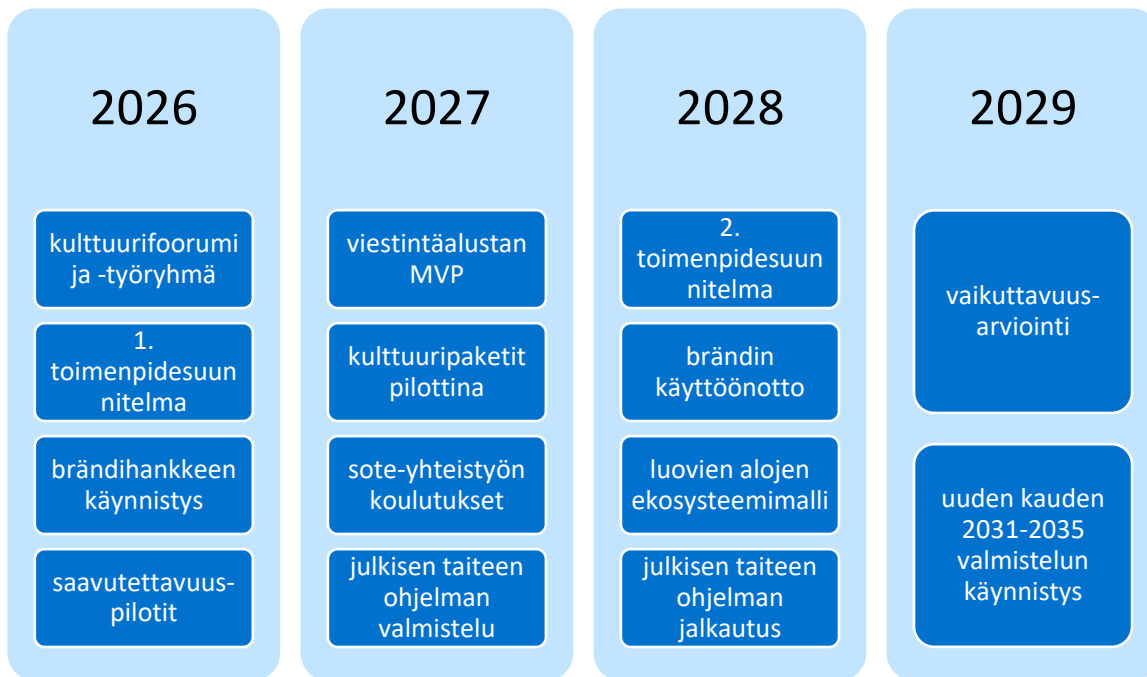 2026
kulttuurifoorumi
ja -työryhmä
1.
toimenpidesuun
nitelma
brändihankkeen
käynnistys
saavutettavuus-
pilotit
2027
viestintäalustan
MVP
kulttuuripaketit
pilottina
sote-yhteistyön
koulutukset
julkisen taiteen
ohjelman
valmistelu
2028
2.
toimenpidesuun
nitelma
brändin
käyttöönotto
luovien alojen
ekosysteemimalli
julkisen taiteen
ohjelman
jalkautus
2029
vaikuttavuus-
arviointi
uuden kauden
2031-2035
valmistelun
käynnistys